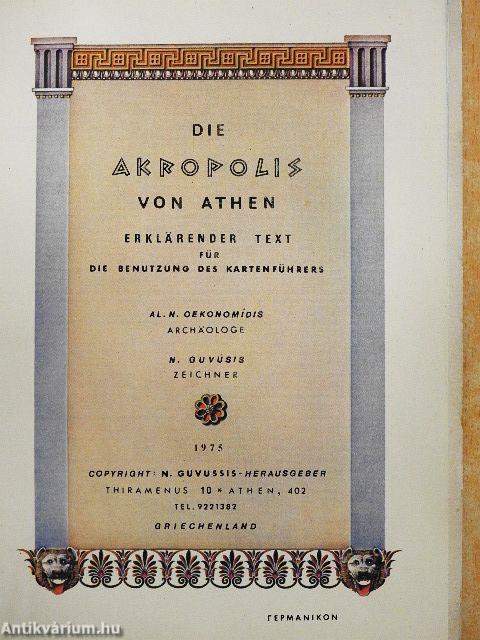 DIE
AKROPOLIS
VON ATHEN
ERKLÄRENDER TEXT
FÜR
DIE BENUTZUNG DES KARTENFÜHRERS
AL. N. OEKONOMÍDIS
ARCHÄOLOGE
N. GUVÚSIS
ZEICHNER
1975
COPYRIGHT: N. GUVUSSIS-HERAUSGEBER
THIRAMENUS 10 * ATHEN, 402
TEL. 9221382
GRIECHENLAND
ΓΕΡΜΑΝΙΚΟΝ
Antikvárium.hu